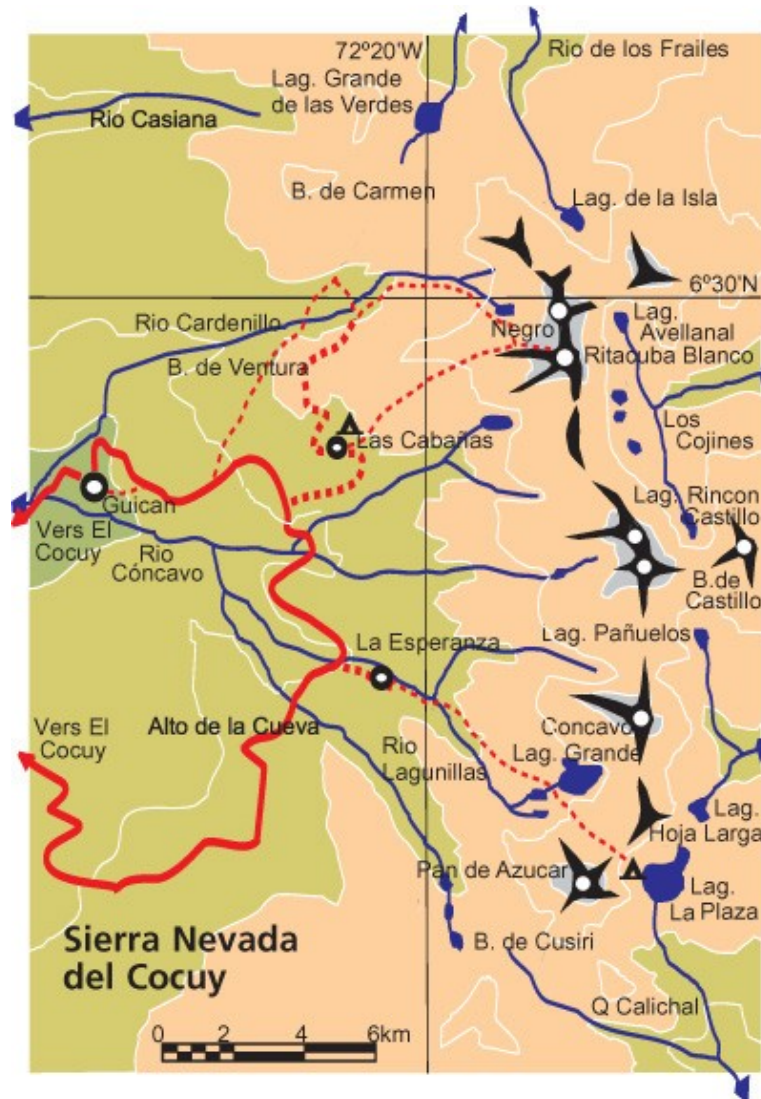 72º20'W
Rio de los Frailes
Lag. Grande
de las Verdes
Rio Casiana
B. de Carmen
Lag. de la Isla
6º30'N
Rio Cardenillo
Negro
Lag.
Avellanal
B. de Ventura
Ritacuba Blanco
Las Cabañas
Los
Cojines
Guican
Lag. Rincon
Castillo
Vers El
Cocuy
Rio
Cóncavo
B.de
Castillo
La Esperanza
Lag. Pañuelos
Vers El
Cocuy
Alto de la Cueva
Rio
Lagunillas
Concavo
Lag. Grande
Lag.
Hoja Larga
Pan de Azucar
Lag.
La Plaza
Sierra Nevada
del Cocuy
B. de Cusiri
Q Calichal
0 2 4 6km